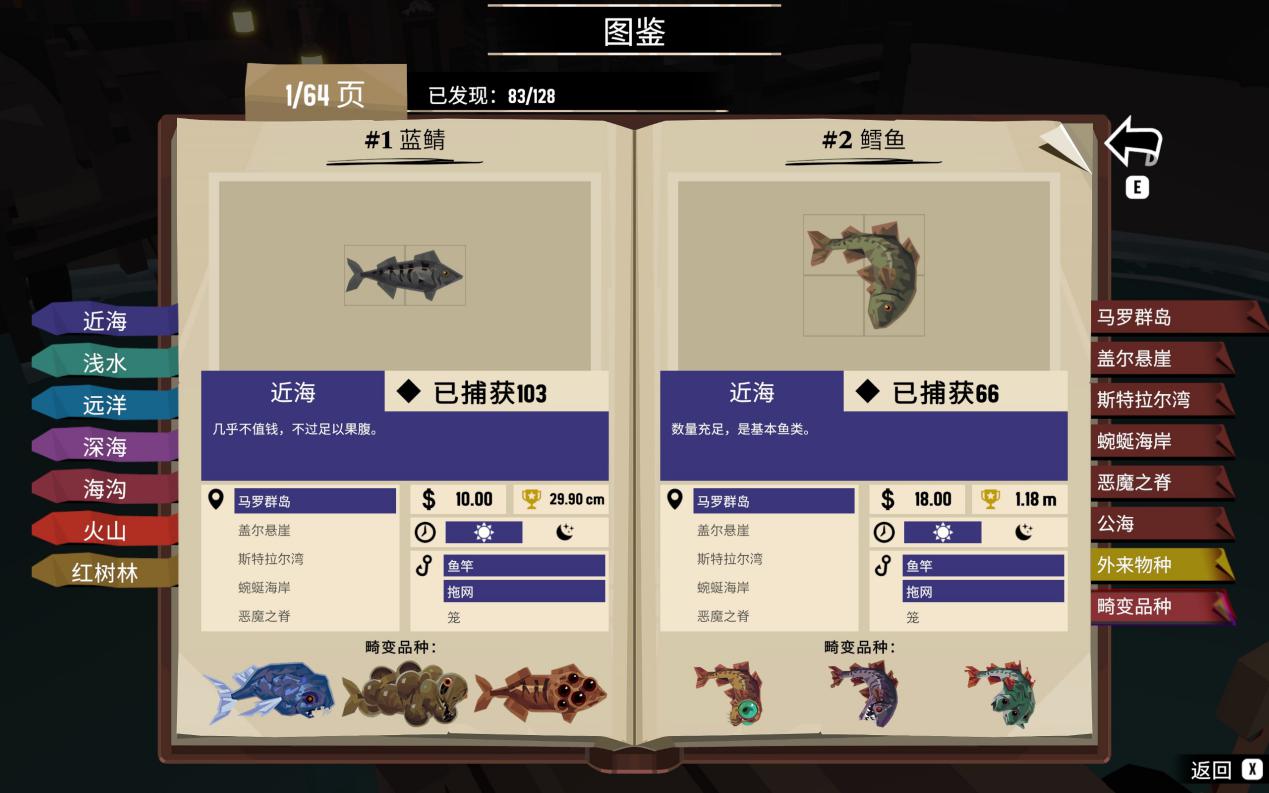 图鉴
1/64 页
已发现：83/128
#1 蓝鲭
#2 鳕鱼
E
近海
浅水
远洋
深海
海沟
火山
红树林
近海
已捕获103
几乎不值钱，不过足以果腹。
马罗群岛
盖尔悬崖
斯特拉尔湾
蜿蜒海岸
恶魔之脊
$ 10.00
29.90 cm
鱼竿
拖网
笼
畸变品种：
近海
已捕获66
数量充足，是基本鱼类。
马罗群岛
盖尔悬崖
斯特拉尔湾
蜿蜒海岸
恶魔之脊
$ 18.00
1.18 m
鱼竿
拖网
笼
畸变品种：
马罗群岛
盖尔悬崖
斯特拉尔湾
蜿蜒海岸
恶魔之脊
公海
外来物种
畸变品种
返回 X